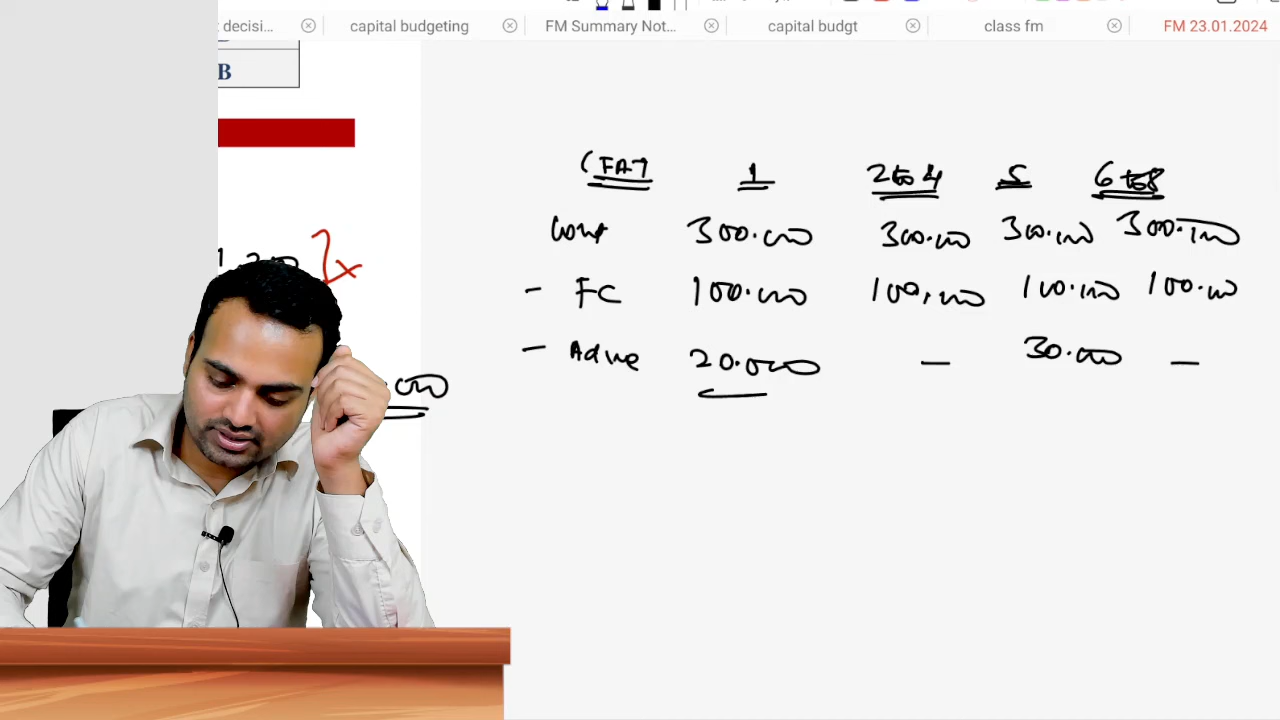 decisi... capital budgeting FM Summary Not... capital budgt class fm FM 23.01.2024
B
CFAT 1 2 to 4 5 6 to 8
Cont 300.000 300.000 300.000 300.000
- FC 100.000 100.000 100.000 100.000
- Adve 20.000 — 30.000 —